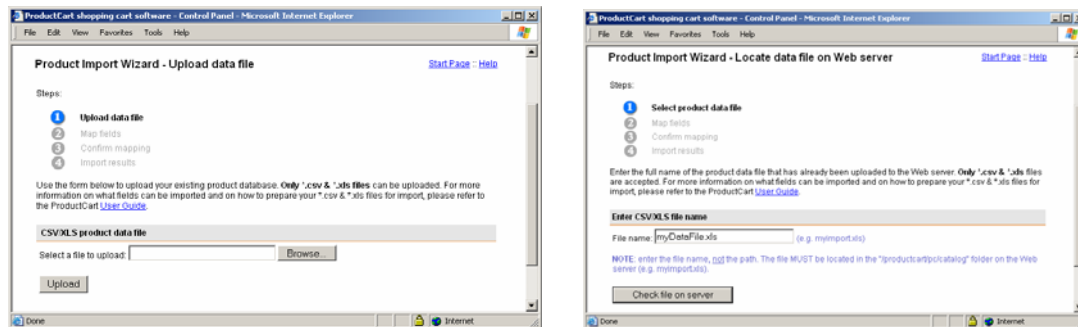 ProductCart shopping cart software - Control Panel - Microsoft Internet Explorer
File Edit View Favorites Tools Help
Product Import Wizard - Upload data file
Start Page :: Help
Steps:
1 Upload data file
2 Map fields
3 Confirm mapping
4 Import results
Use the form below to upload your existing product database. Only *.csv & *.xls files can be uploaded. For more
information on what fields can be imported and on how to prepare your *.csv & *.xls files for import, please refer to
the ProductCart User Guide.
CSV/XLS product data file
Select a file to upload: Browse...
Upload
Done Internet
ProductCart shopping cart software - Control Panel - Microsoft Internet Explorer
File Edit View Favorites Tools Help
Product Import Wizard - Locate data file on Web server
Start Page :: Help
Steps:
1 Select product data file
2 Map fields
3 Confirm mapping
4 Import results
Enter the full name of the product data file that has already been uploaded to the Web server. Only *.csv & *.xls files
are accepted. For more information on what fields can be imported and on how to prepare your *.csv & *.xls files for
import, please refer to the ProductCart User Guide.
Enter CSV/XLS file name
File name: myDataFile.xls (e.g. myimport.xls)
NOTE: enter the file name, not the path. The file MUST be located in the "/productcart/pc/catalog" folder on the Web
server (e.g. myimport.xls).
Check file on server
Done Internet